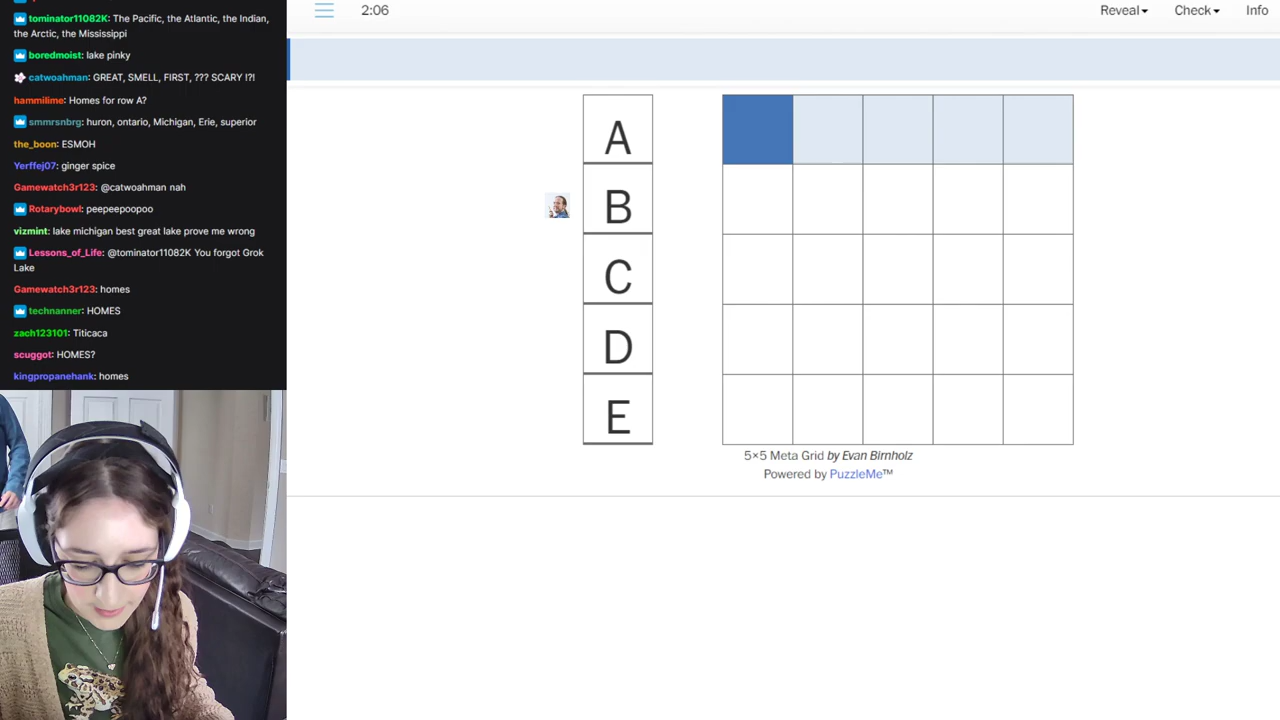 tominator11082K: The Pacific, the Atlantic, the Indian,
the Arctic, the Mississippi
boredmoist: lake pinky
catwoahman: GREAT, SMELL, FIRST, ??? SCARY !?!
hammilime: Homes for row A?
smmrsnbrg: huron, ontario, Michigan, Erie, superior
the_boon: ESMOH
Yerffej07: ginger spice
Gamewatch3r123: @catwoahman nah
Rotarybowl: peepeepoopoo
vizmint: lake michigan best great lake prove me wrong
Lessons_of_Life: @tominator11082K You forgot Grok
Lake
Gamewatch3r123: homes
technanner: HOMES
zach123101: Titicaca
scuggot: HOMES?
kingpropanehank: homes
2:06
Reveal
Check
Info
A
B
C
D
E
5×5 Meta Grid by Evan Birnholz
Powered by PuzzleMe™